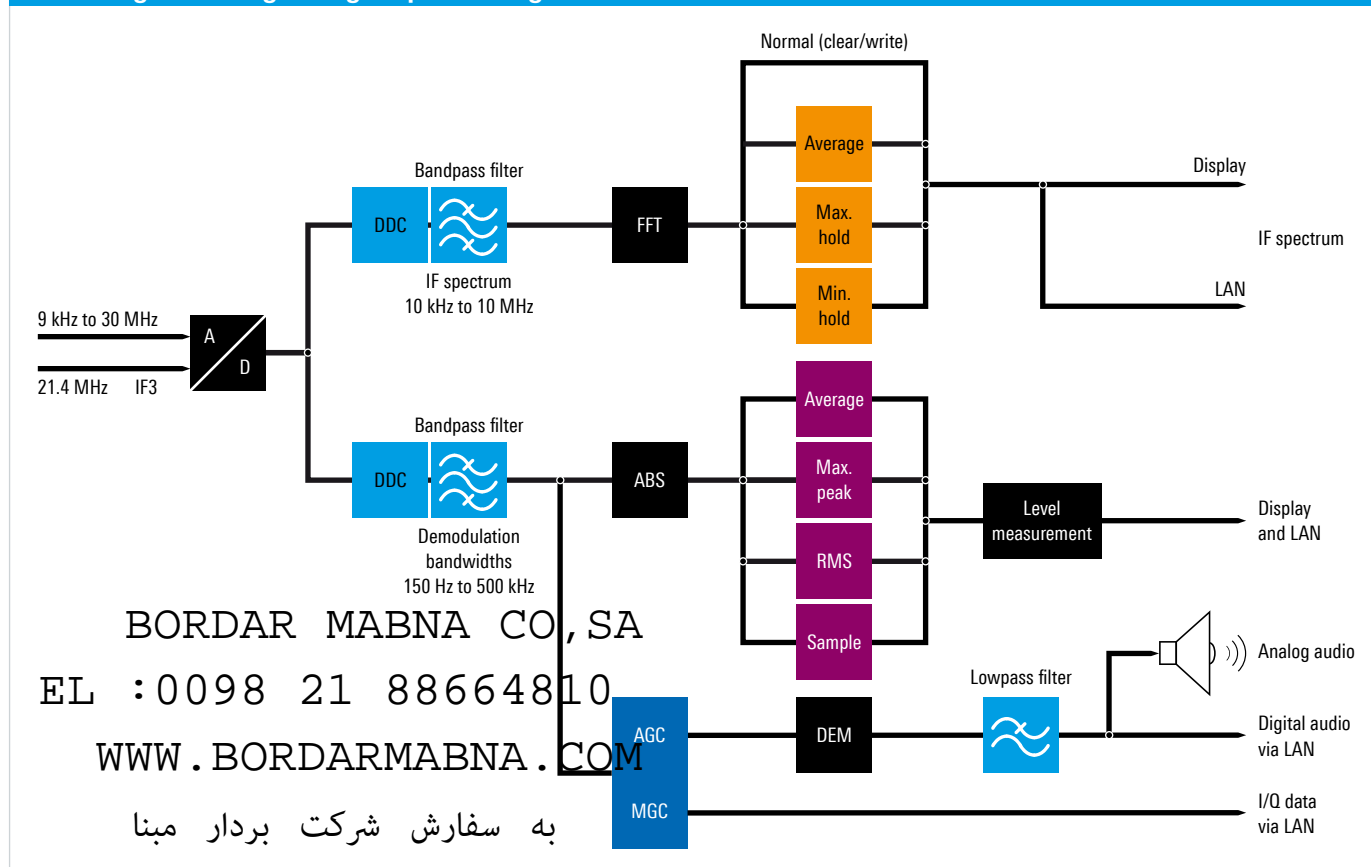 Normal (clear/write)
Average
Display
Bandpass filter
DDC
FFT
Max.
hold
IF spectrum
IF spectrum
10 kHz to 10 MHz
Min.
hold
LAN
9 kHz to 30 MHz
A
D
21.4 MHz IF3
Average
Bandpass filter
DDC
ABS
Max.
peak
Level
measurement
Display
and LAN
Demodulation
bandwidths
150 Hz to 500 kHz
RMS
BORDAR MABNA CO,SA
Sample
Analog audio
EL :0098 21 88664810
Lowpass filter
AGC
DEM
Digital audio
via LAN
WWW.BORDARMABNA.COM
MGC
I/Q data
via LAN
به سفارش شرکت بردار مبنا